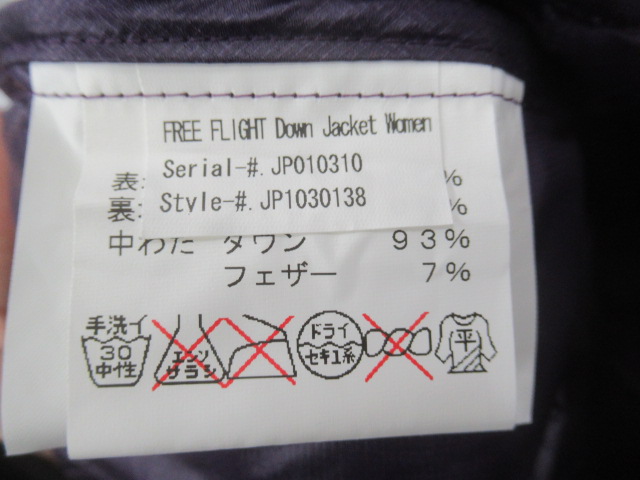 FREE FLIGHT Down Jacket Women
Serial-#. JP010310
Style-#. JP1030138
表: %
裏: %
中わた ダウン 93%
フェザー 7%
手洗イ
30
中性
エンソ
サラシ
ドライ
セキユ系
平